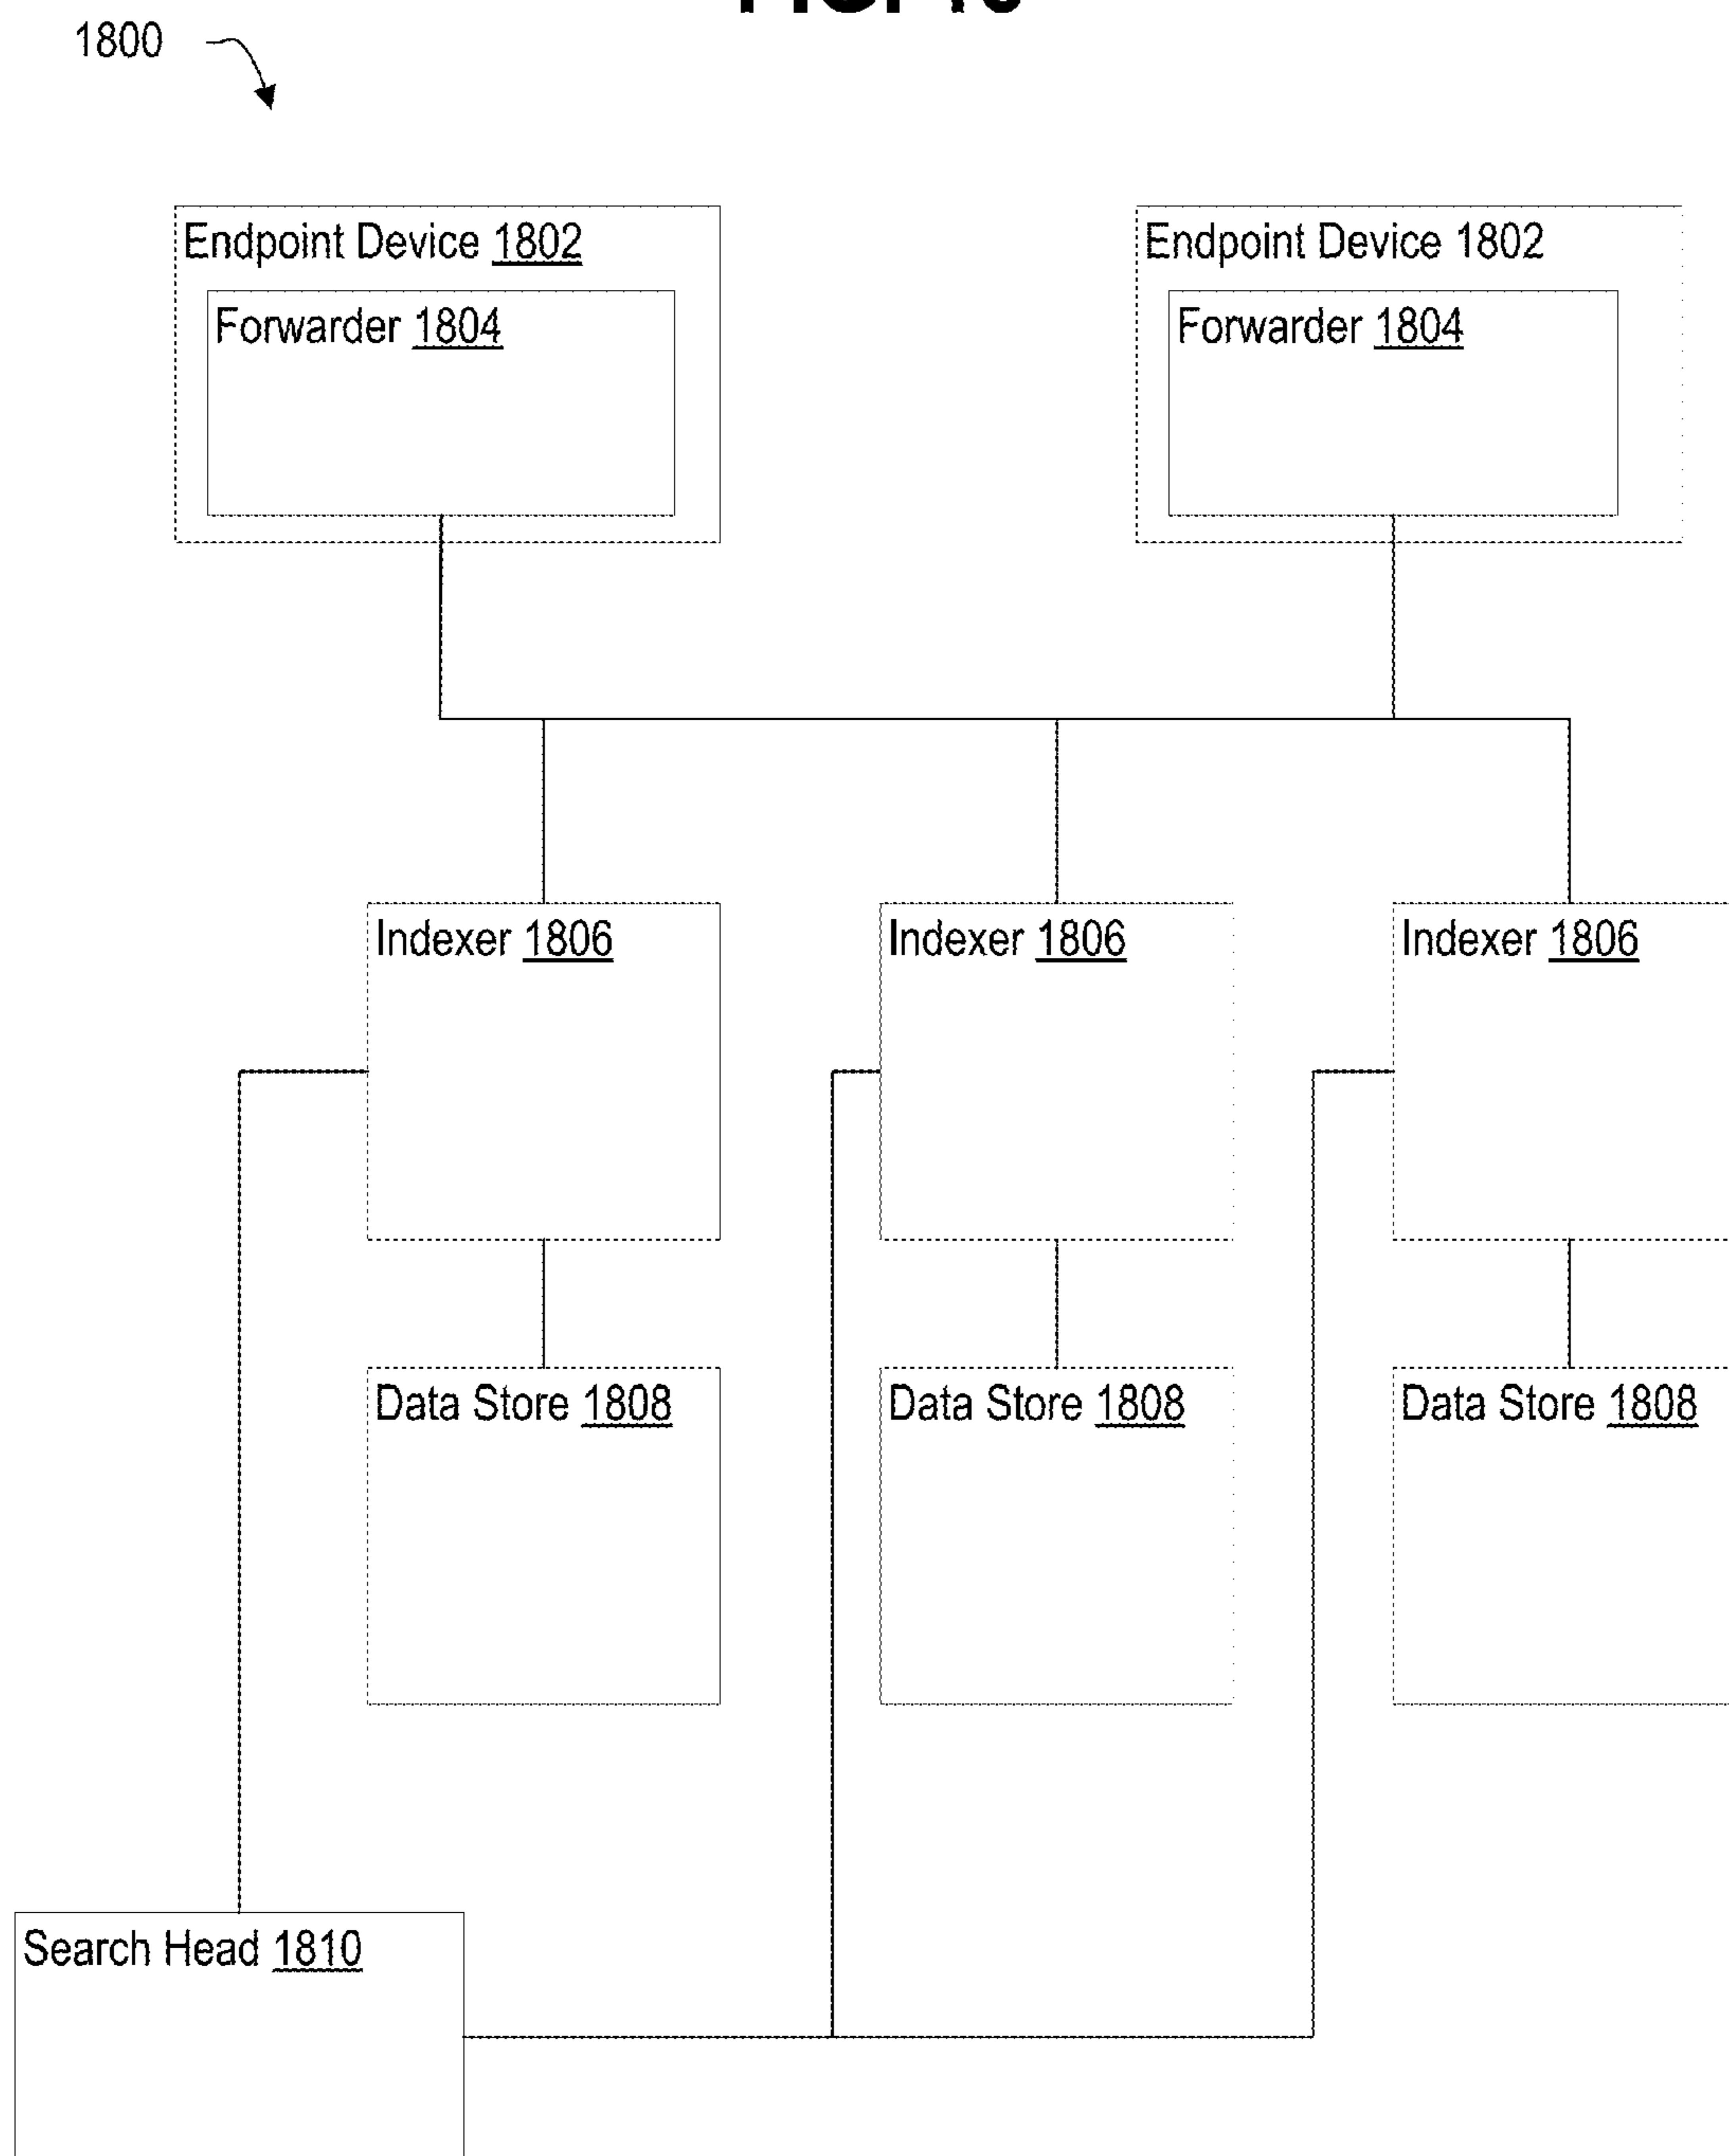 1800
Endpoint Device 1802
Endpoint Device 1802
Forwarder 1804
Forwarder 1804
Indexer 1806
Indexer 1806
Indexer 1806
Data Store 1808
Data Store 1808
Data Store 1808
Search Head 1810